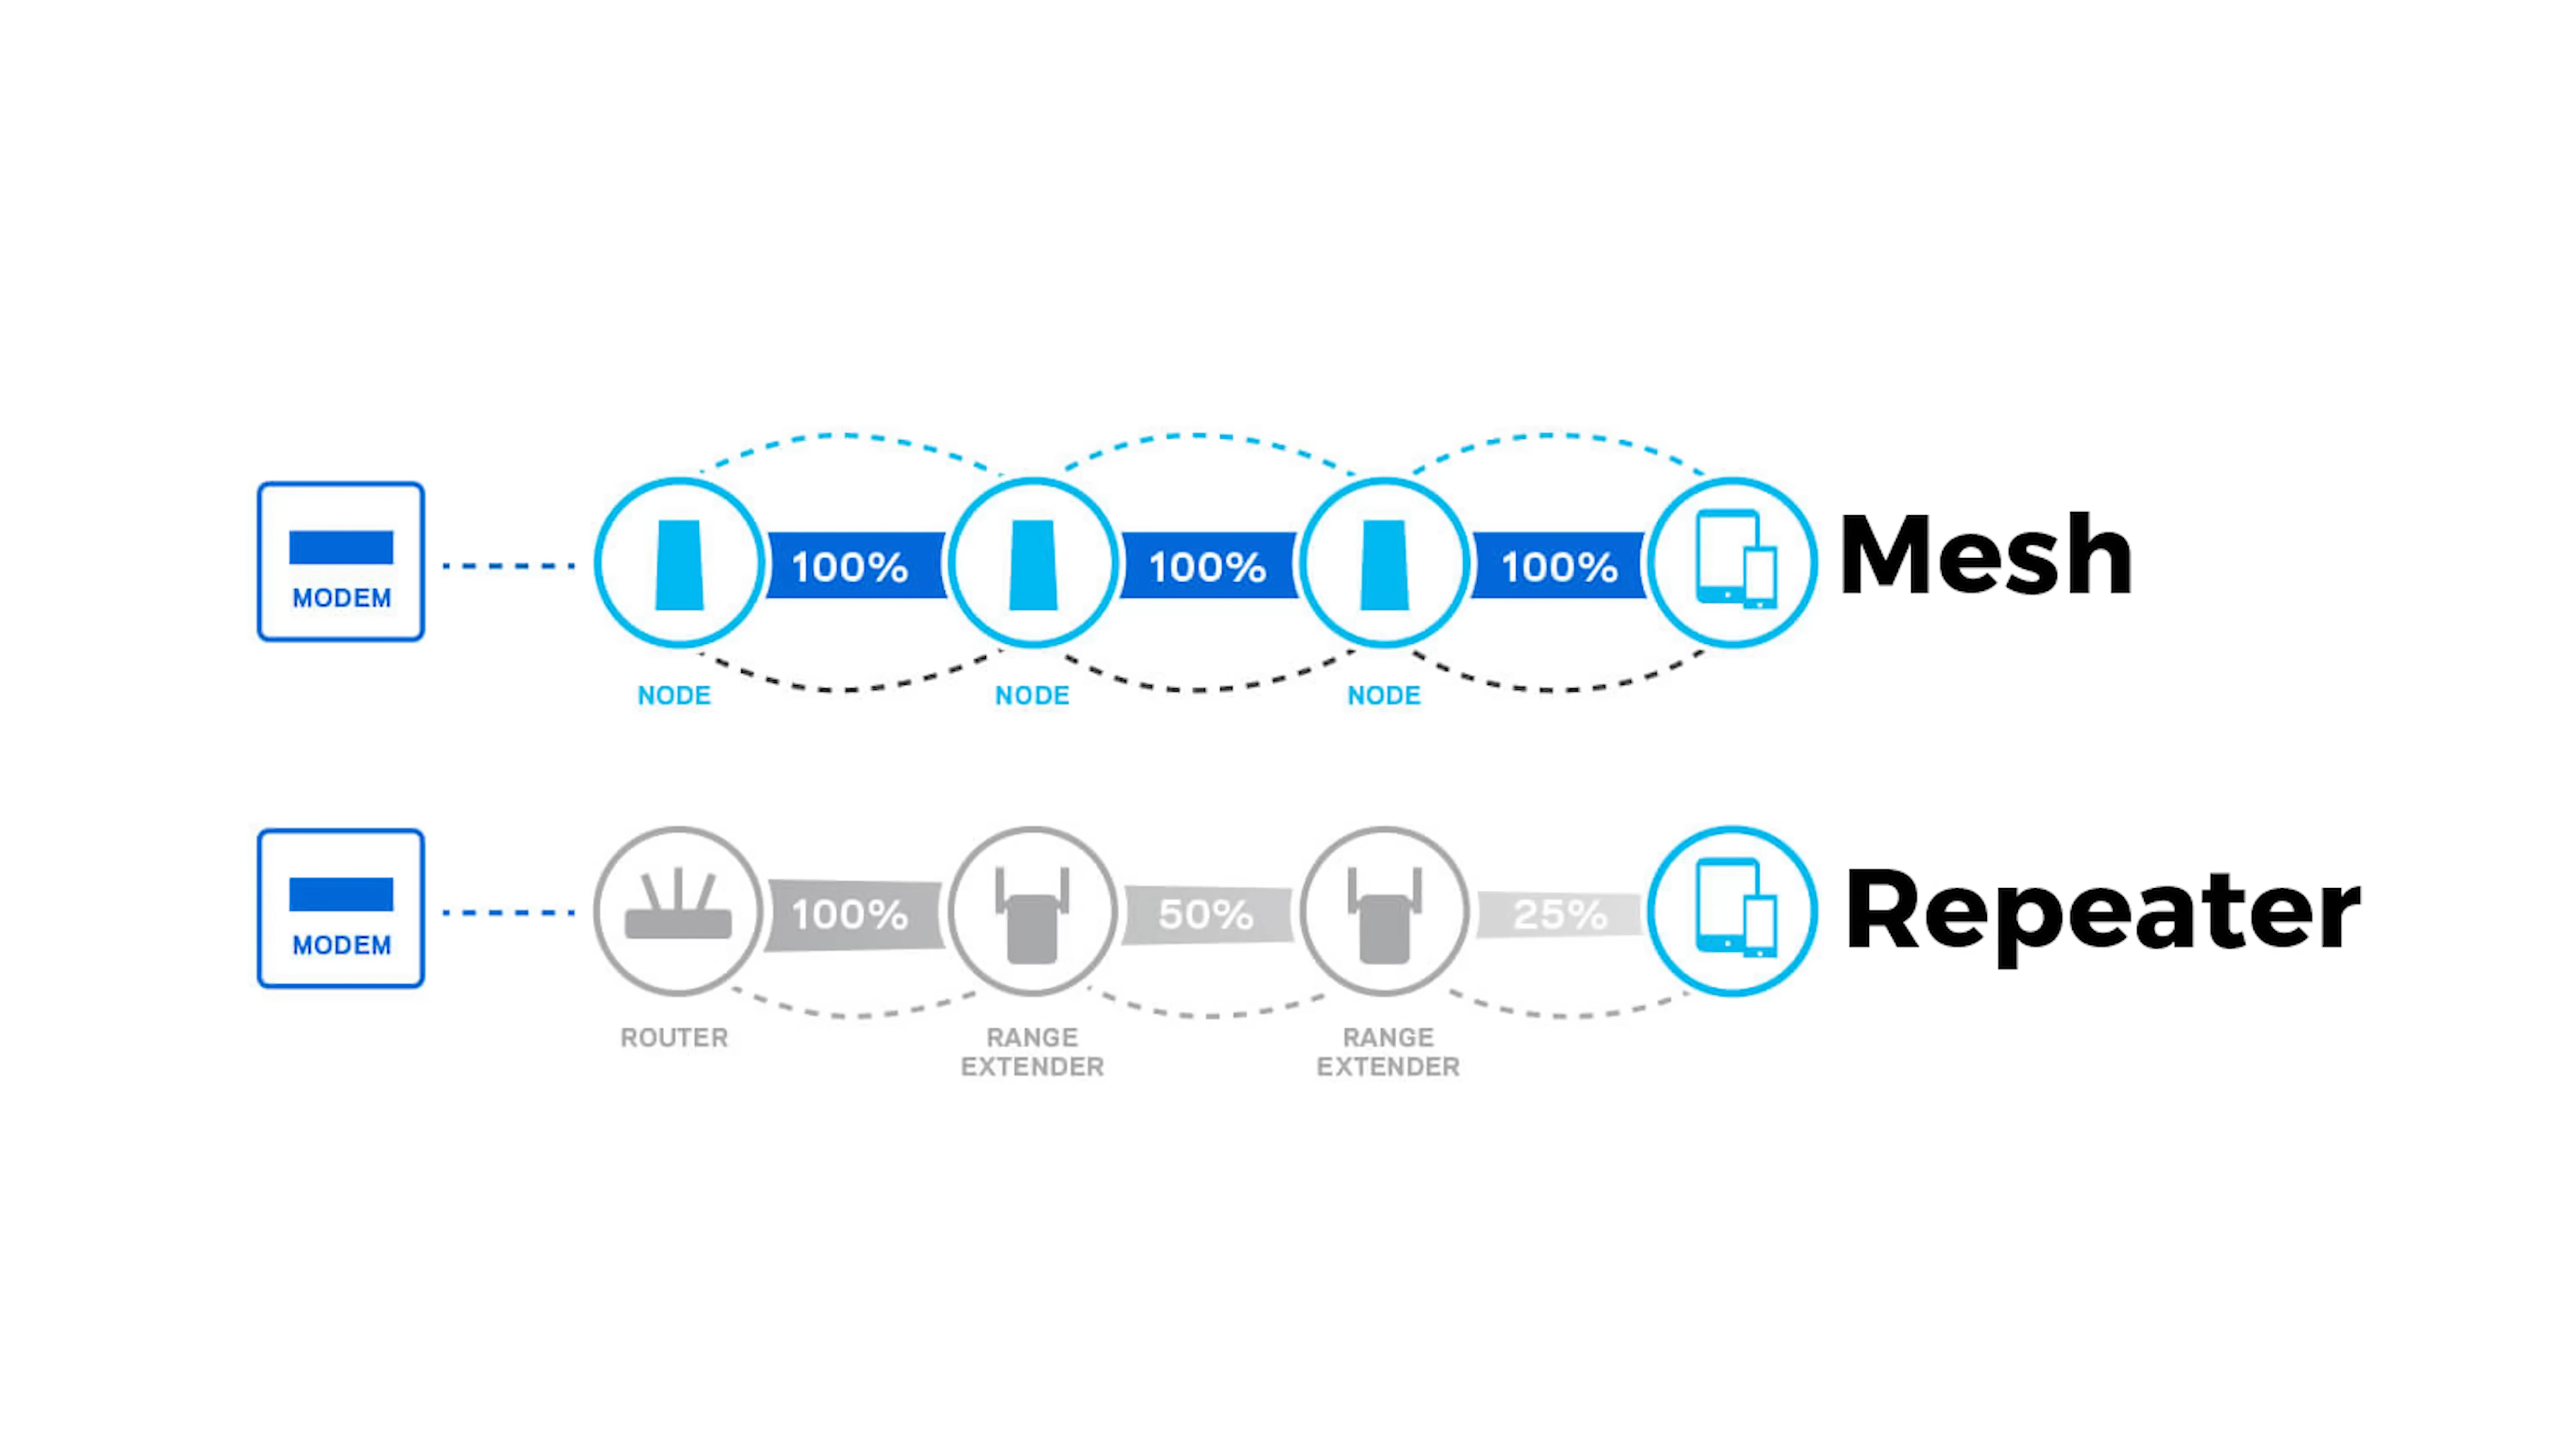 MODEM
100%
100%
100%
Mesh
NODE
NODE
NODE
MODEM
100%
50%
25%
Repeater
ROUTER
RANGE
EXTENDER
RANGE
EXTENDER